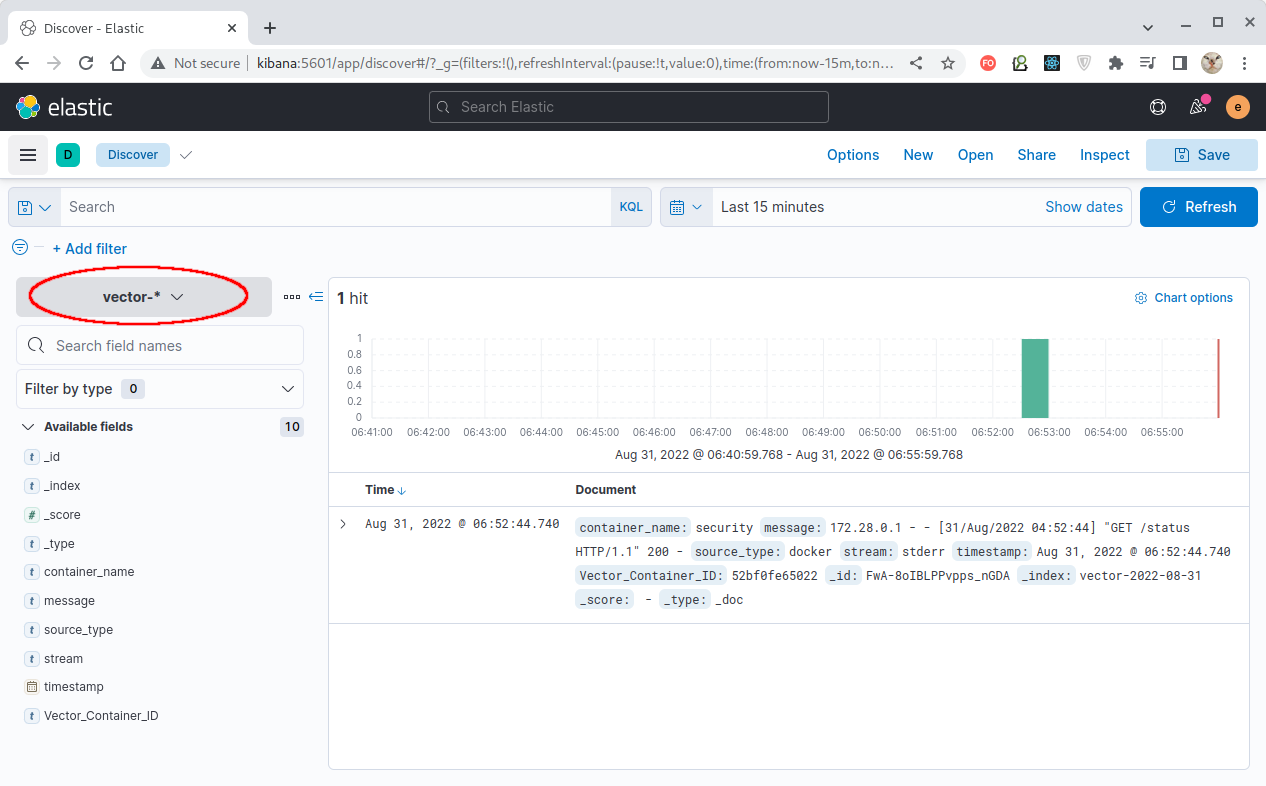 Discover - Elastic
Not secure kibana:5601/app/discover#/?_g=(filters:!(),refreshInterval:(pause:!t,value:0),time:(from:now-15m,to:n...
FO
elastic
Search Elastic
e
D Discover
Options New Open Share Inspect Save
Search KQL
Last 15 minutes Show dates
Refresh
+ Add filter
vector-*
Search field names
Filter by type 0
Available fields 10
t _id
t _index
# _score
t _type
t container_name
t message
t source_type
t stream
timestamp
t Vector_Container_ID
1 hit
Chart options
1
0.8
0.6
0.4
0.2
0
06:41:00 06:42:00 06:43:00 06:44:00 06:45:00 06:46:00 06:47:00 06:48:00 06:49:00 06:50:00 06:51:00 06:52:00 06:53:00 06:54:00 06:55:00
Aug 31, 2022 @ 06:40:59.768 - Aug 31, 2022 @ 06:55:59.768
Time Document
Aug 31, 2022 @ 06:52:44.740
container_name: security message: 172.28.0.1 - - [31/Aug/2022 04:52:44] "GET /status
HTTP/1.1" 200 - source_type: docker stream: stderr timestamp: Aug 31, 2022 @ 06:52:44.740
Vector_Container_ID: 52bf0fe65022 _id: FwA-8oIBLPPvpps_nGDA _index: vector-2022-08-31
_score: - _type: _doc